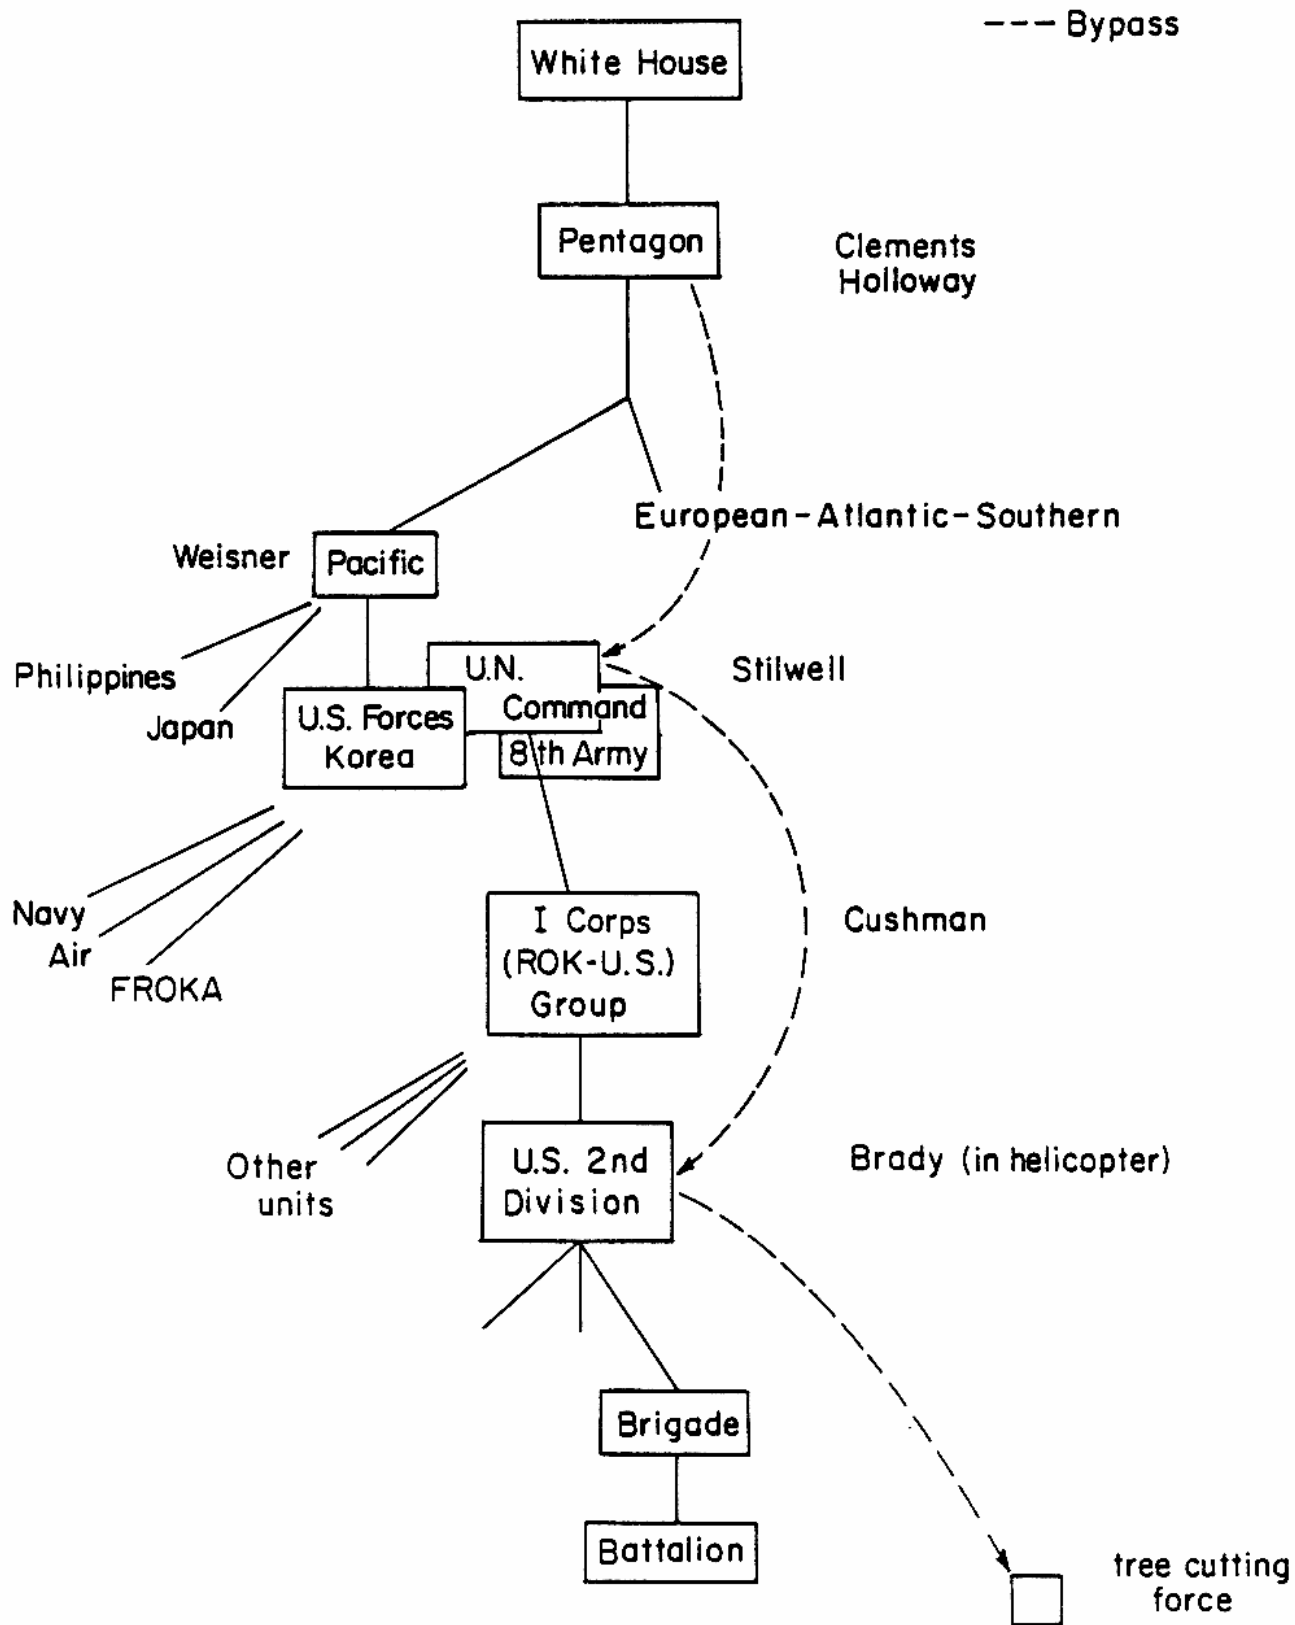 --- Bypass
White House
Pentagon
Clements
Holloway
European-Atlantic-Southern
Weisner
Pacific
Philippines
Japan
U.N.
Command
Stilwell
U.S. Forces
Korea
8th Army
Navy
Air
FROKA
I Corps
(ROK-U.S.)
Group
Cushman
Other
units
U.S. 2nd
Division
Brady (in helicopter)
Brigade
Battalion
tree cutting
force